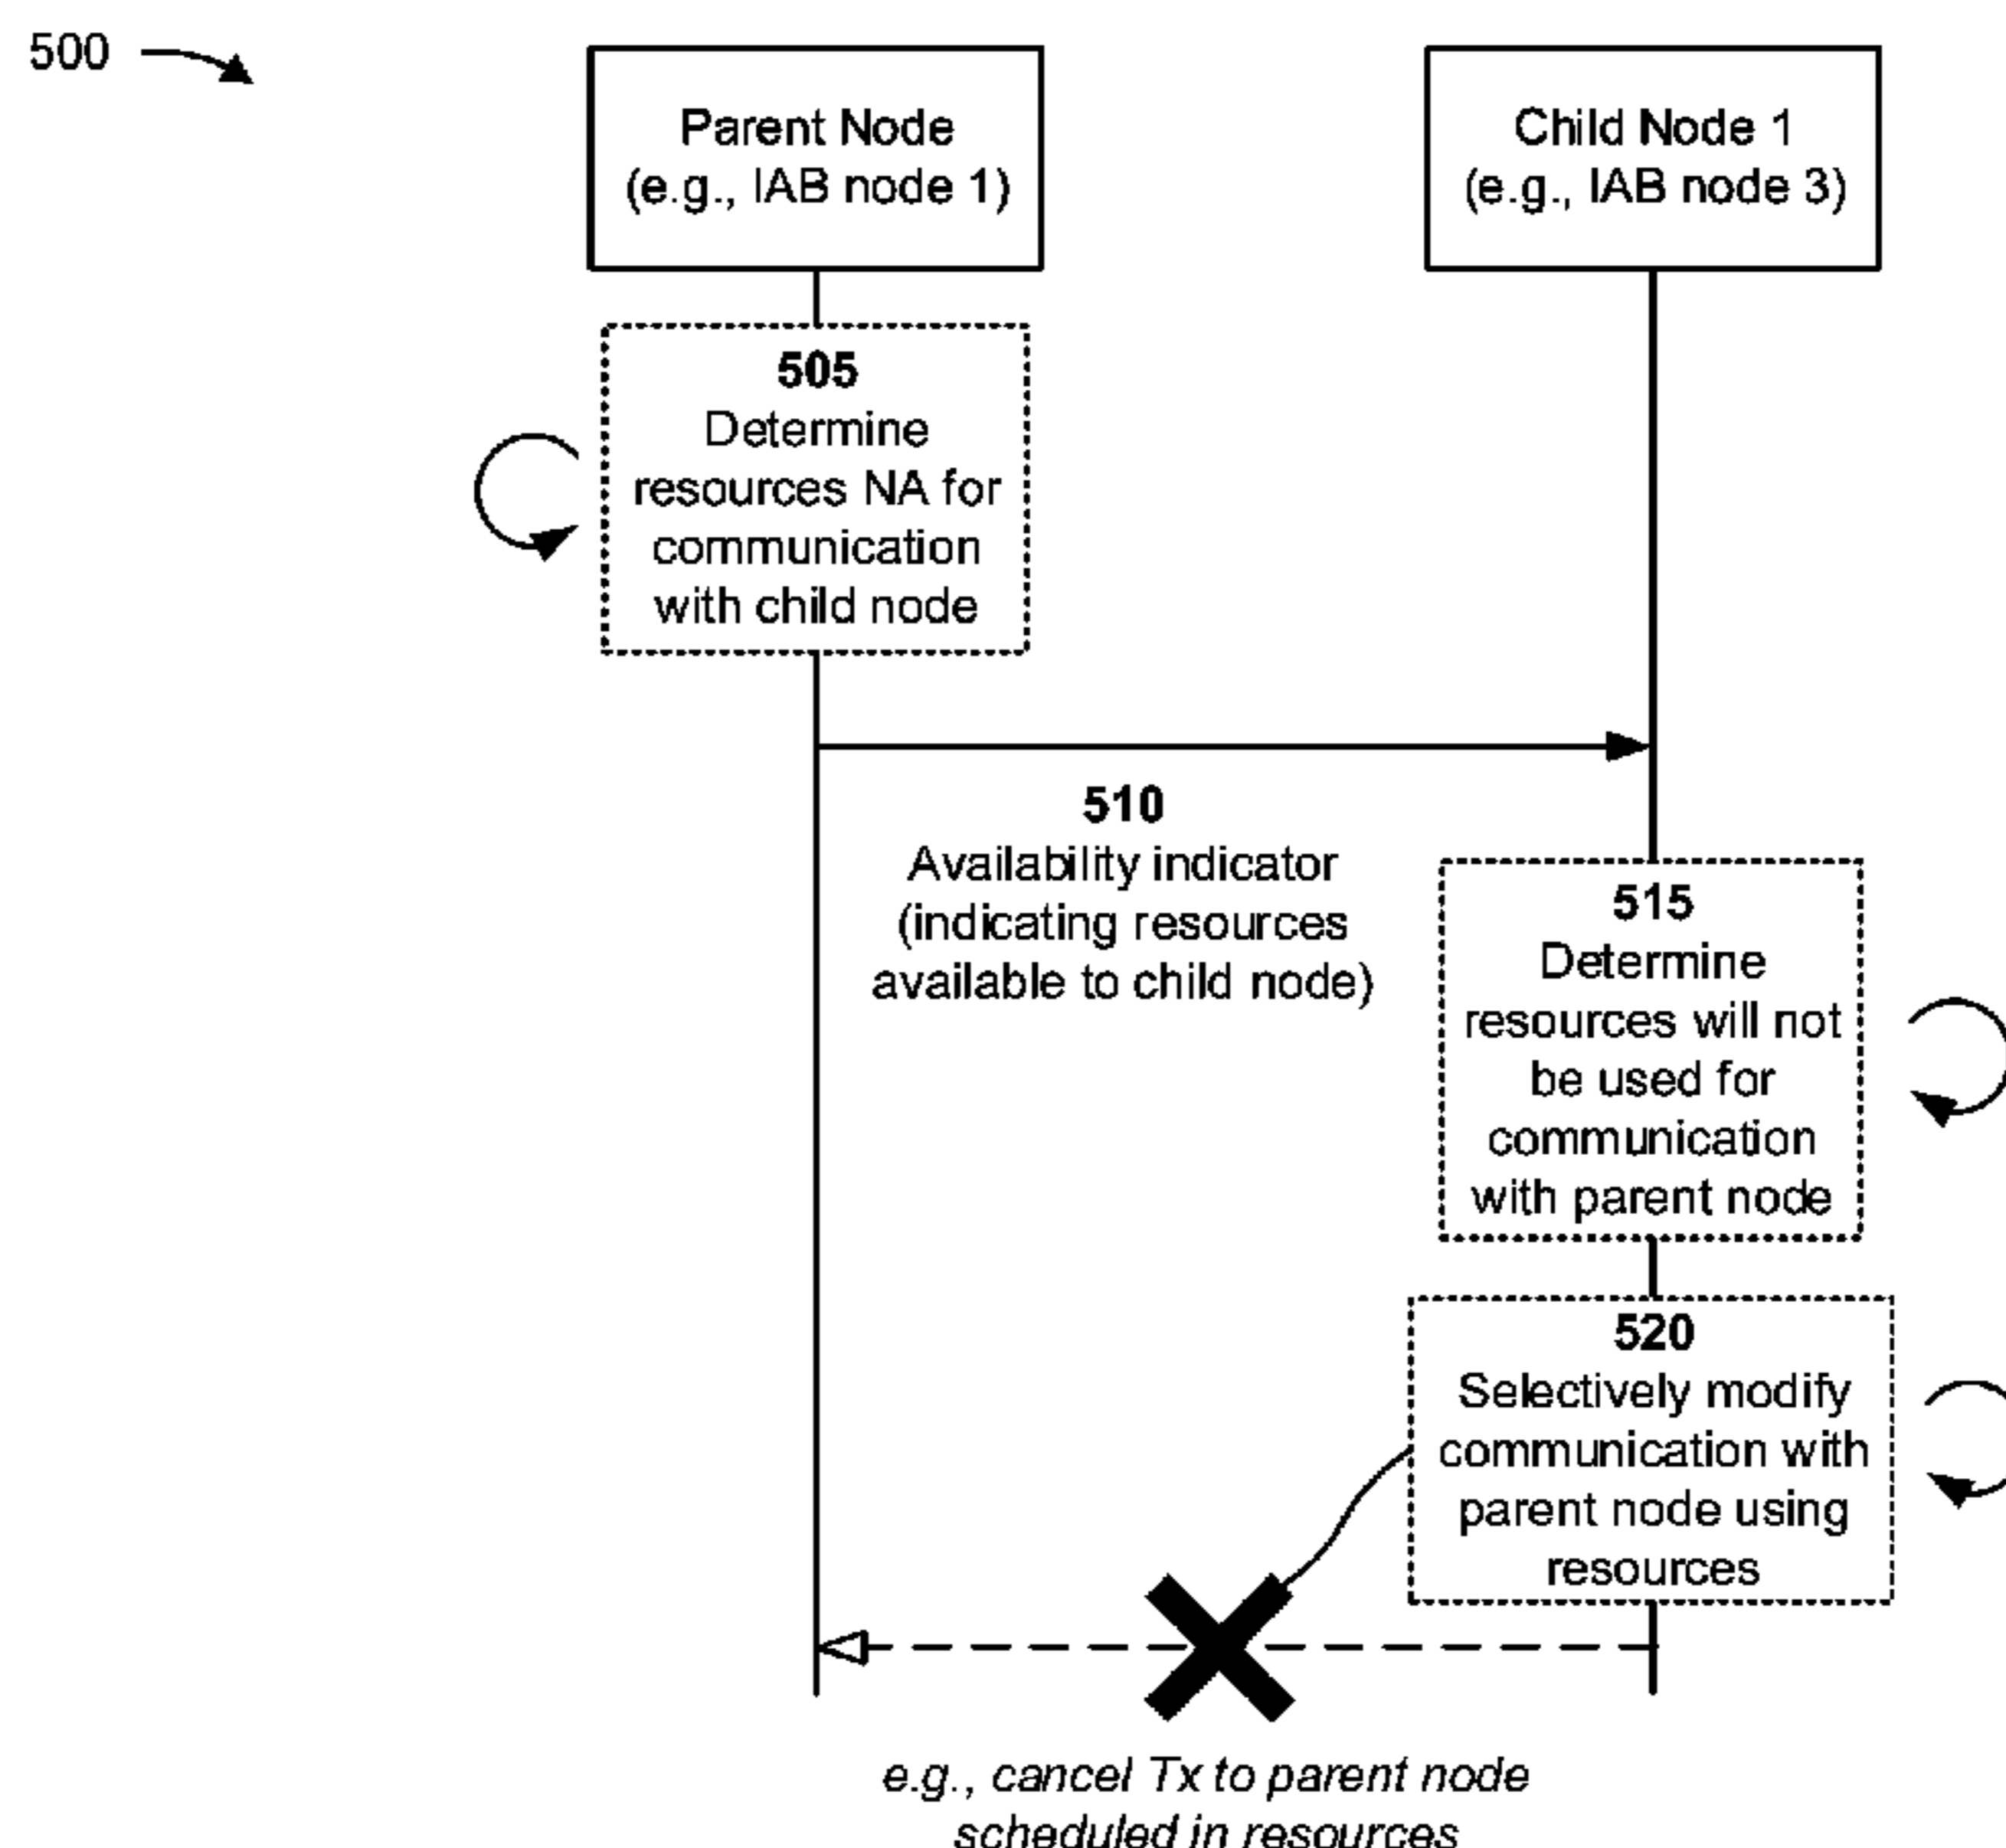 500
Parent Node
(e.g., IAB node 1)
Child Node 1
(e.g., IAB node 3)
505
Determine
resources NA for
communication
with child node
510
Availability indicator
(indicating resources
available to child node)
515
Determine
resources will not
be used for
communication
with parent node
520
Selectively modify
communication with
parent node using
resources
e.g., cancel Tx to parent node
scheduled in resources